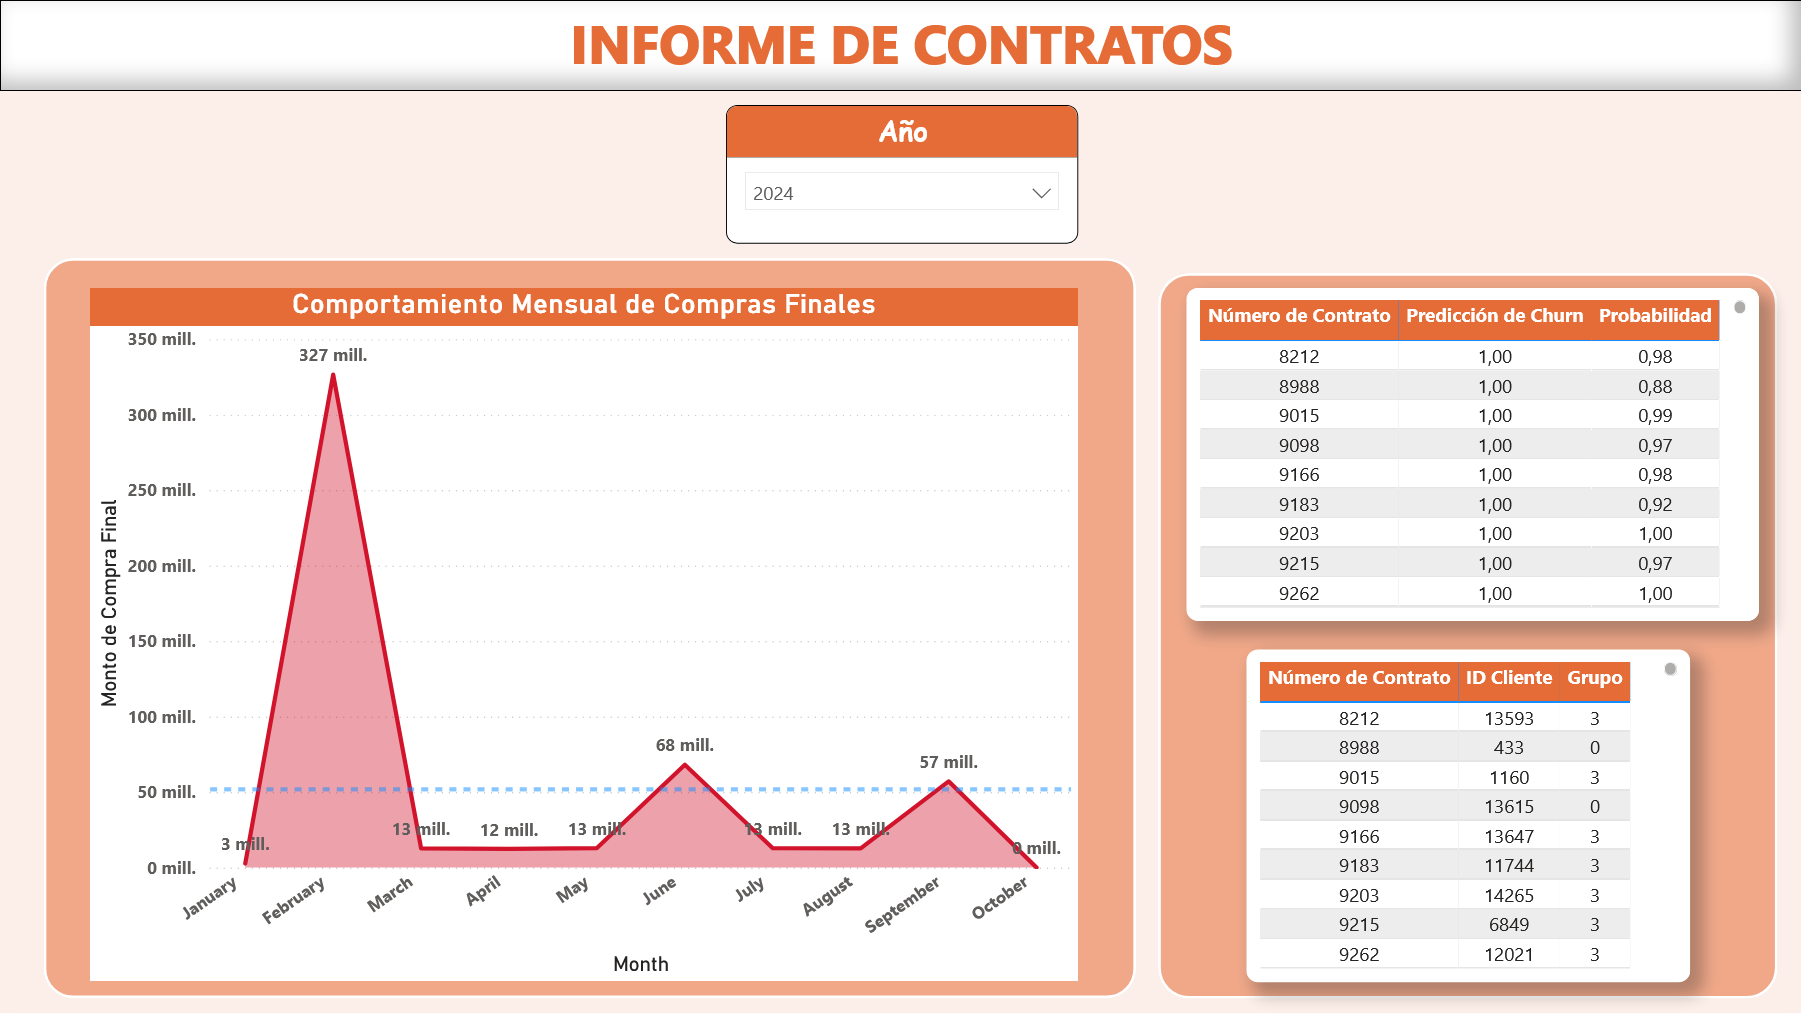 INFORME DE CONTRATOS
Año
2024
Comportamiento Mensual de Compras Finales
Monto de Compra Final
350 mill.
300 mill.
250 mill.
200 mill.
150 mill.
100 mill.
50 mill.
0 mill.
3 mill.
327 mill.
13 mill.
12 mill.
13 mill.
68 mill.
13 mill.
13 mill.
57 mill.
0 mill.
January
February
March
April
May
June
July
August
September
October
Month
Número de Contrato Predicción de Churn Probabilidad
8212 1,00 0,98
8988 1,00 0,88
9015 1,00 0,99
9098 1,00 0,97
9166 1,00 0,98
9183 1,00 0,92
9203 1,00 1,00
9215 1,00 0,97
9262 1,00 1,00
Número de Contrato ID Cliente Grupo
8212 13593 3
8988 433 0
9015 1160 3
9098 13615 0
9166 13647 3
9183 11744 3
9203 14265 3
9215 6849 3
9262 12021 3